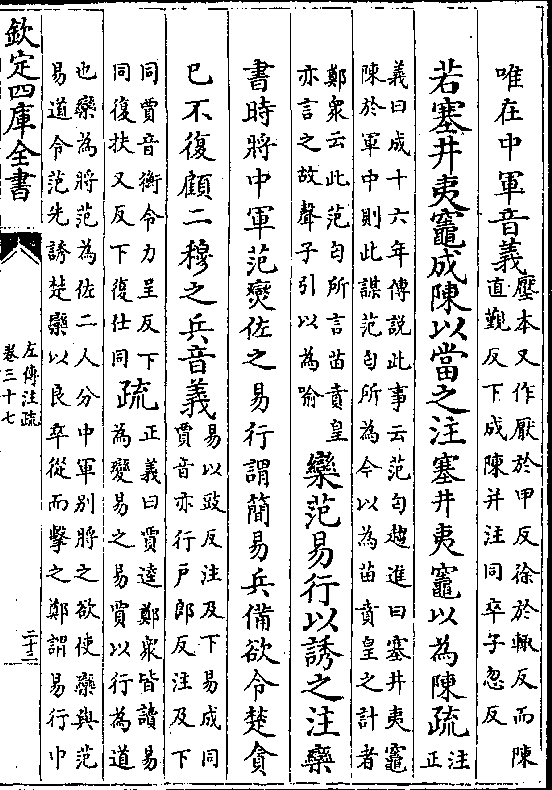 唯在中軍音義壓本又作厭於甲反徐於輒反而陳
直覲反下成陳并注同卒子忽反
若塞井夷竈成陳以當之注塞井夷竈以為陳疏注
正
義曰成十六年傳說此事云范匄趨進曰塞井夷竈
陳於軍中則此謀范匄所為今以為苗賁皇之計者
鄭衆云此范匄所言苗賁皇
亦言之故聲子引以為喻
欒范易行以誘之注欒
書時將中軍范燮佐之易行謂簡易兵備欲令楚貪
已不復顧二穆之兵音義易以豉反注及下易成同
賈音亦行戸郎反注及下
同賈音衡令力呈反下
同復扶又反下復仕同
疏正義曰賈逵鄭衆皆讀易
為變易之易賈以行為道
也欒為將范為佐二人分中軍別將之欲使欒與范
易道令范先誘楚欒以良卒從而擊之鄭謂易行中
欽定四庫全書
左傳注疏
卷三十七
二十二